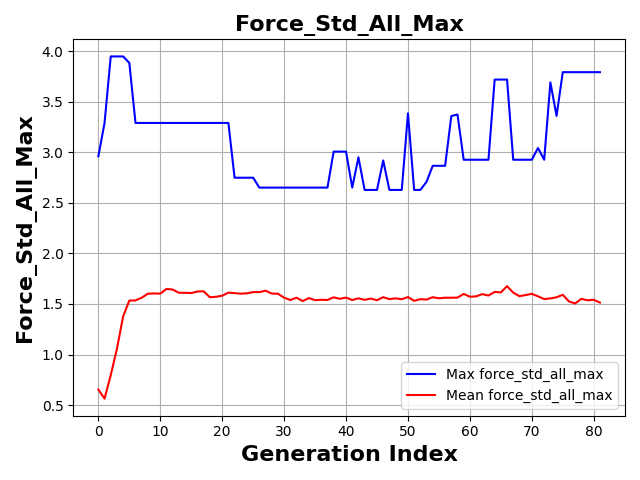 Force_Std_All_Max
4.0
3.5
3.0
2.5
2.0
1.5
1.0
0.5
Force_Std_All_Max
Max force_std_all_max
Mean force_std_all_max
0 10 20 30 40 50 60 70 80
Generation Index